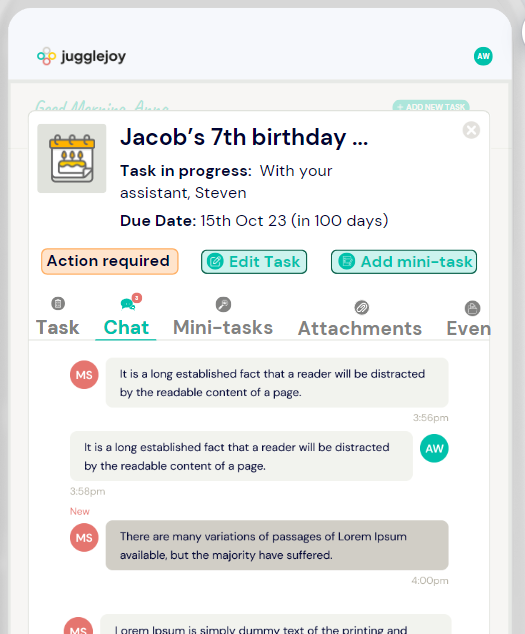 jugglejoy
AW
Good Morning, Anna
+ ADD NEW TASK
Jacob’s 7th birthday ...
Task in progress: With your
assistant, Steven
Due Date: 15th Oct 23 (in 100 days)
Action required
Edit Task
Add mini-task
3
Task
Chat
Mini-tasks
Attachments
Even
MS
It is a long established fact that a reader will be distracted
by the readable content of a page.
3:56pm
It is a long established fact that a reader will be distracted
by the readable content of a page.
AW
3:58pm
New
MS
There are many variations of passages of Lorem Ipsum
available, but the majority have suffered.
4:00pm
MS
Lorem Ipsum is simply dummy text of the printing and